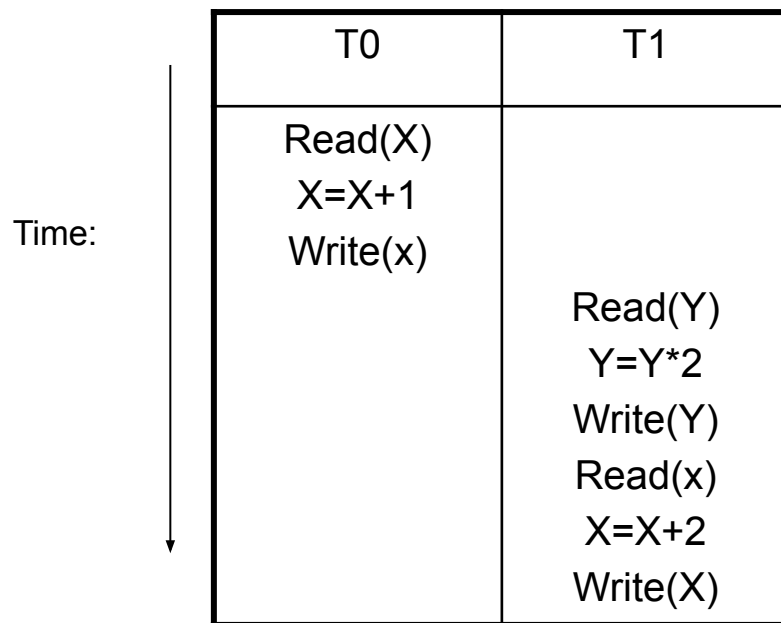 T0 T1
Read(X)
X=X+1
Time:
Write(x)
Read(Y)
Y=Y*2
Write(Y)
Read(x)
X=X+2
Write(X)